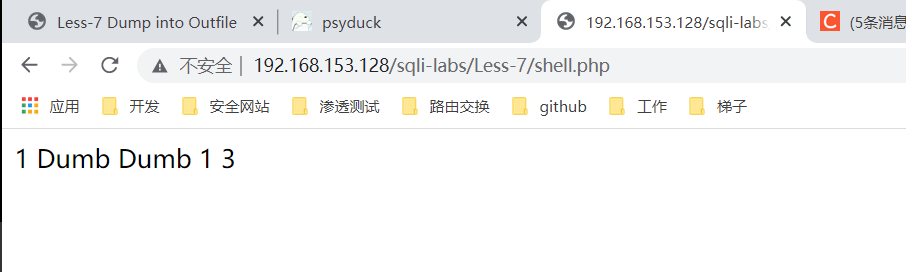 Less-7 Dump into Outfile psyduck 192.168.153.128/sqli-labs (5条消息
不安全 | 192.168.153.128/sqli-labs/Less-7/shell.php
应用 开发 安全网站 渗透测试 路由交换 github 工作 梯子
1 Dumb Dumb 1 3